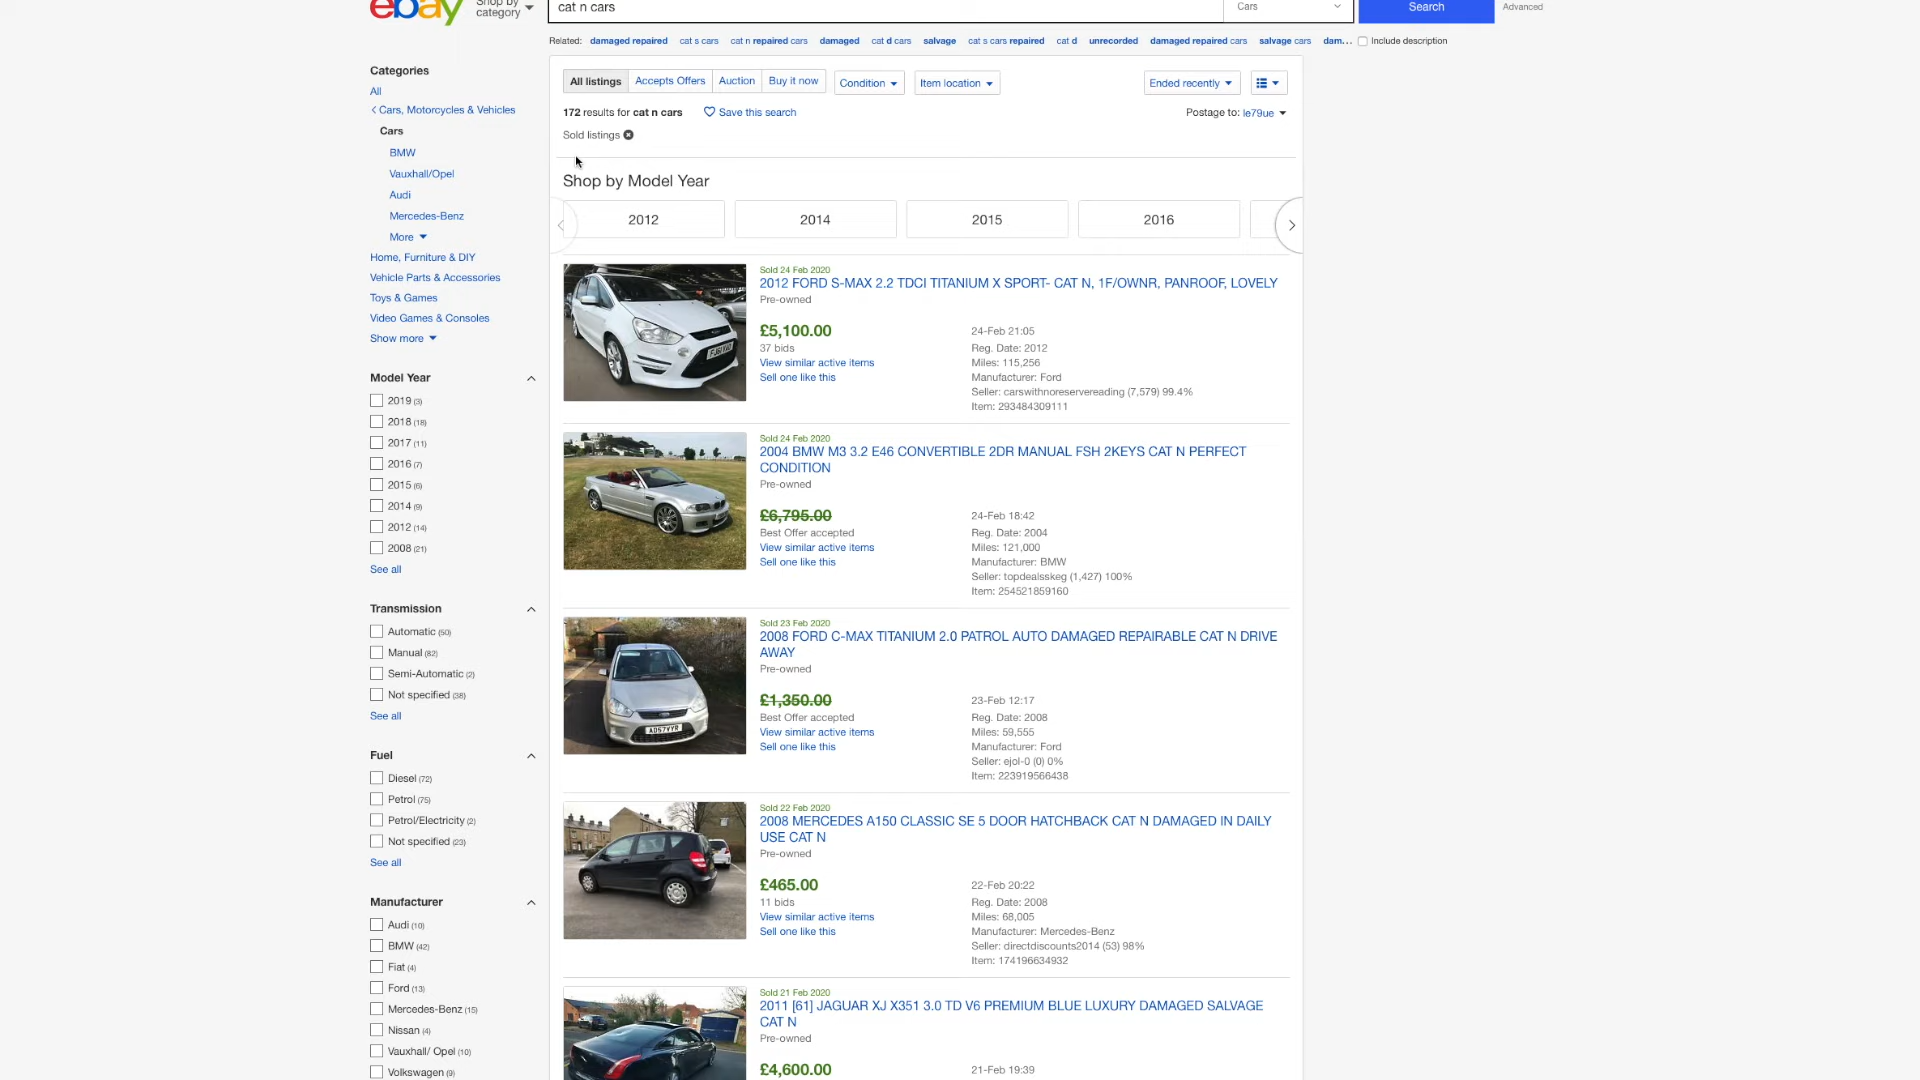 ebay
Shop by
category
cat n cars
Cars
Search
Advanced
Related: damaged repaired cat s cars cat n repaired cars damaged cat d cars salvage cat s cars repaired cat d unrecorded damaged repaired cars salvage cars dam... Include description
Categories
All
Cars, Motorcycles & Vehicles
Cars
BMW
Vauxhall/Opel
Audi
Mercedes-Benz
More
Home, Furniture & DIY
Vehicle Parts & Accessories
Toys & Games
Video Games & Consoles
Show more
Model Year
2019 (3)
2018 (18)
2017 (11)
2016 (7)
2015 (6)
2014 (9)
2012 (14)
2008 (21)
See all
Transmission
Automatic (50)
Manual (82)
Semi-Automatic (2)
Not specified (38)
See all
Fuel
Diesel (72)
Petrol (75)
Petrol/Electricity (2)
Not specified (23)
See all
Manufacturer
Audi (10)
BMW (42)
Fiat (4)
Ford (13)
Mercedes-Benz (15)
Nissan (4)
Vauxhall/ Opel (10)
Volkswagen (9)
All listings Accepts Offers Auction Buy it now Condition Item location Ended recently
172 results for cat n cars Save this search Postage to: le79ue
Sold listings
Shop by Model Year
2012 2014 2015 2016
Sold 24 Feb 2020
2012 FORD S-MAX 2.2 TDCI TITANIUM X SPORT- CAT N, 1F/OWNR, PANROOF, LOVELY
Pre-owned
£5,100.00
37 bids
View similar active items
Sell one like this
24-Feb 21:05
Reg. Date: 2012
Miles: 115,256
Manufacturer: Ford
Seller: carswithnoreservereading (7,579) 99.4%
Item: 293484309111
Sold 24 Feb 2020
2004 BMW M3 3.2 E46 CONVERTIBLE 2DR MANUAL FSH 2KEYS CAT N PERFECT
CONDITION
Pre-owned
£6,795.00
Best Offer accepted
View similar active items
Sell one like this
24-Feb 18:42
Reg. Date: 2004
Miles: 121,000
Manufacturer: BMW
Seller: topdealsskeg (1,427) 100%
Item: 254521859160
AO57YYR
Sold 23 Feb 2020
2008 FORD C-MAX TITANIUM 2.0 PATROL AUTO DAMAGED REPAIRABLE CAT N DRIVE
AWAY
Pre-owned
£1,350.00
Best Offer accepted
View similar active items
Sell one like this
23-Feb 12:17
Reg. Date: 2008
Miles: 59,555
Manufacturer: Ford
Seller: ejol-0 (0) 0%
Item: 223919566438
Sold 22 Feb 2020
2008 MERCEDES A150 CLASSIC SE 5 DOOR HATCHBACK CAT N DAMAGED IN DAILY
USE CAT N
Pre-owned
£465.00
11 bids
View similar active items
Sell one like this
22-Feb 20:22
Reg. Date: 2008
Miles: 68,005
Manufacturer: Mercedes-Benz
Seller: directdiscounts2014 (53) 98%
Item: 174196634932
Sold 21 Feb 2020
2011 [61] JAGUAR XJ X351 3.0 TD V6 PREMIUM BLUE LUXURY DAMAGED SALVAGE
CAT N
Pre-owned
£4,600.00
21-Feb 19:39